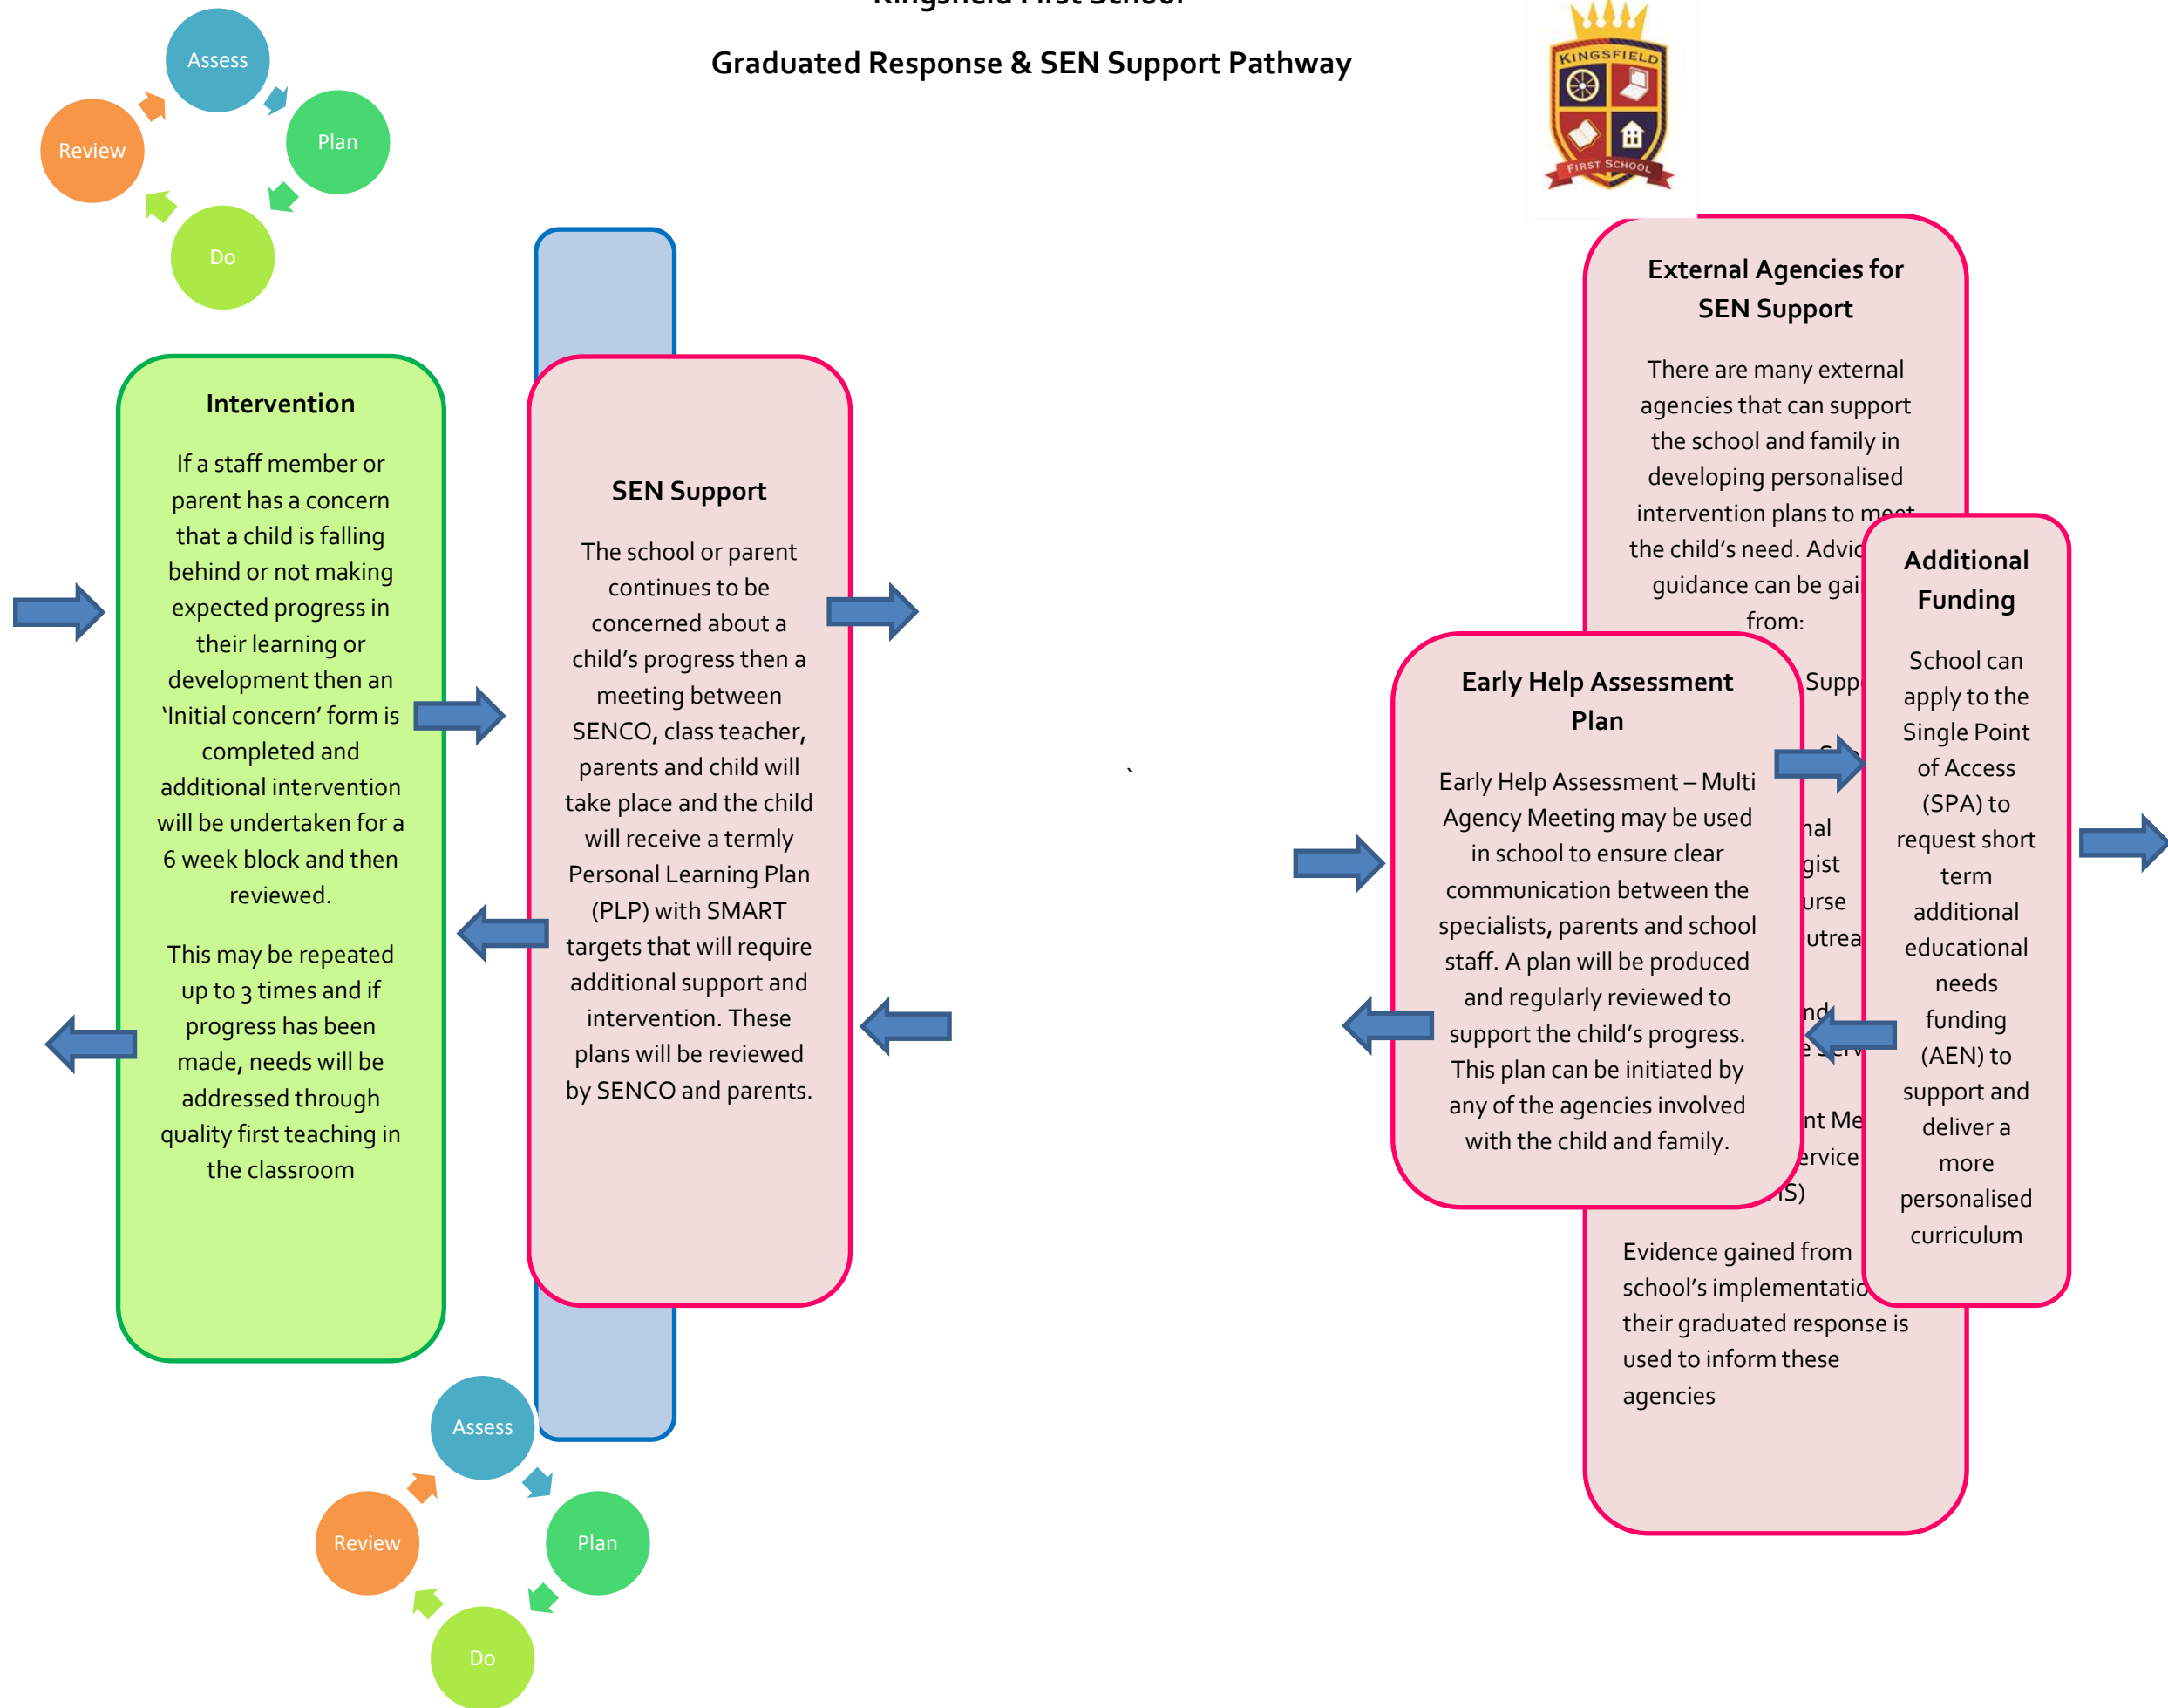 Kingsfield First School
Graduated Response & SEN Support Pathway
KINGSFIELD
FIRST SCHOOL
Assess
Plan
Do
Review
Intervention
If a staff member or
parent has a concern
that a child is falling
behind or not making
expected progress in
their learning or
development then an
‘Initial concern’ form is
completed and
additional intervention
will be undertaken for a
6 week block and then
reviewed.
This may be repeated
up to 3 times and if
progress has been
made, needs will be
addressed through
quality first teaching in
the classroom
SEN Support
The school or parent
continues to be
concerned about a
child’s progress then a
meeting between
SENCO, class teacher,
parents and child will
take place and the child
will receive a termly
Personal Learning Plan
(PLP) with SMART
targets that will require
additional support and
intervention. These
plans will be reviewed
by SENCO and parents.
`
External Agencies for
SEN Support
There are many external
agencies that can support
the school and family in
developing personalised
intervention plans to meet
the child’s need.
guidance can be
from:
Evidence gained from
school’s
their graduated response is
used to inform these
agencies
Early Help Assessment
Plan
Early Help Assessment – Multi
Agency Meeting may be used
in school to ensure clear
communication between the
specialists, parents and school
staff. A plan will be produced
and regularly reviewed to
support the child’s progress.
This plan can be initiated by
any of the agencies involved
with the child and family.
Additional
Funding
School can
apply to the
Single Point
of Access
(SPA) to
request short
term
additional
educational
needs
funding
(AEN) to
support and
deliver a
more
personalised
curriculum
Assess
Plan
Do
Review